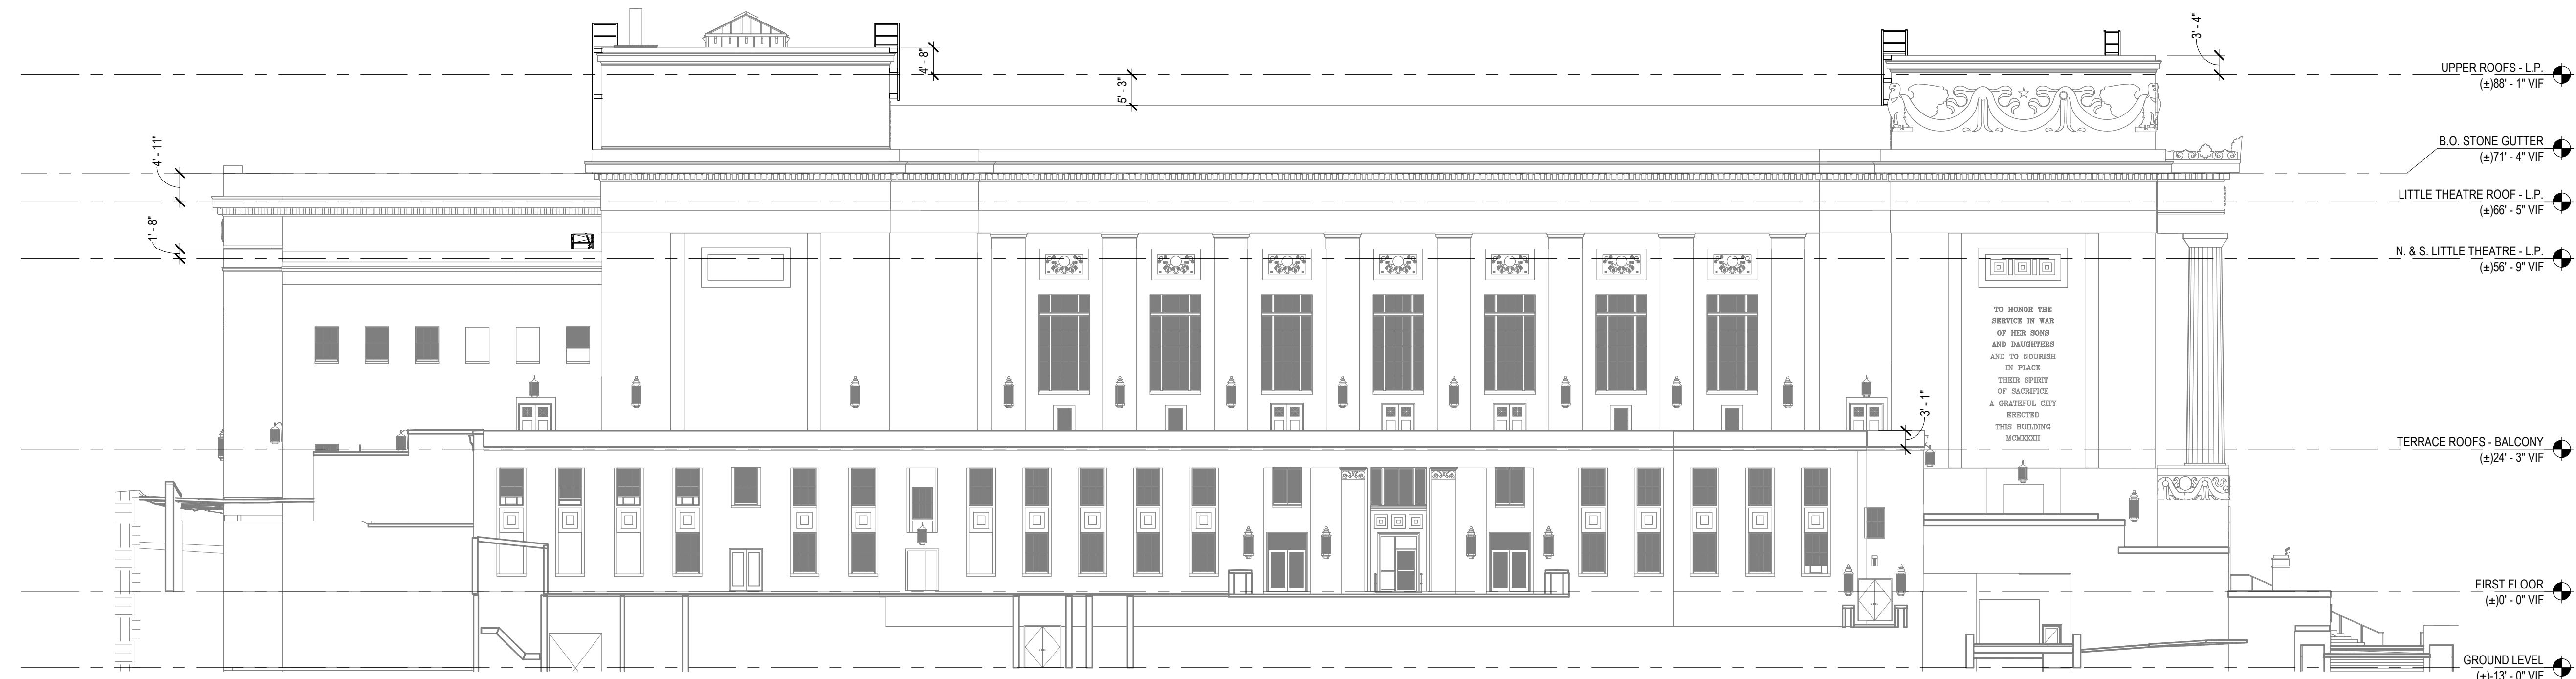 3' - 4"
4' - 8"
5' - 3"
UPPER ROOFS - L.P.
(±)88' - 1" VIF
4' - 11"
B.O. STONE GUTTER
(±)71' - 4" VIF
LITTLE THEATRE ROOF - L.P.
(±)66' - 5" VIF
1' - 8"
N. & S. LITTLE THEATRE - L.P.
(±)56' - 9" VIF
TO HONOR THE
SERVICE IN WAR
OF HER SONS
AND DAUGHTERS
AND TO NOURISH
IN PLACE
THEIR SPIRIT
OF SACRIFICE
A GRATEFUL CITY
ERECTED
THIS BUILDING
MCMXXXII
3' - 1"
TERRACE ROOFS - BALCONY
(±)24' - 3" VIF
FIRST FLOOR
(±)0' - 0" VIF
GROUND LEVEL
(±)-13' - 0" VIF